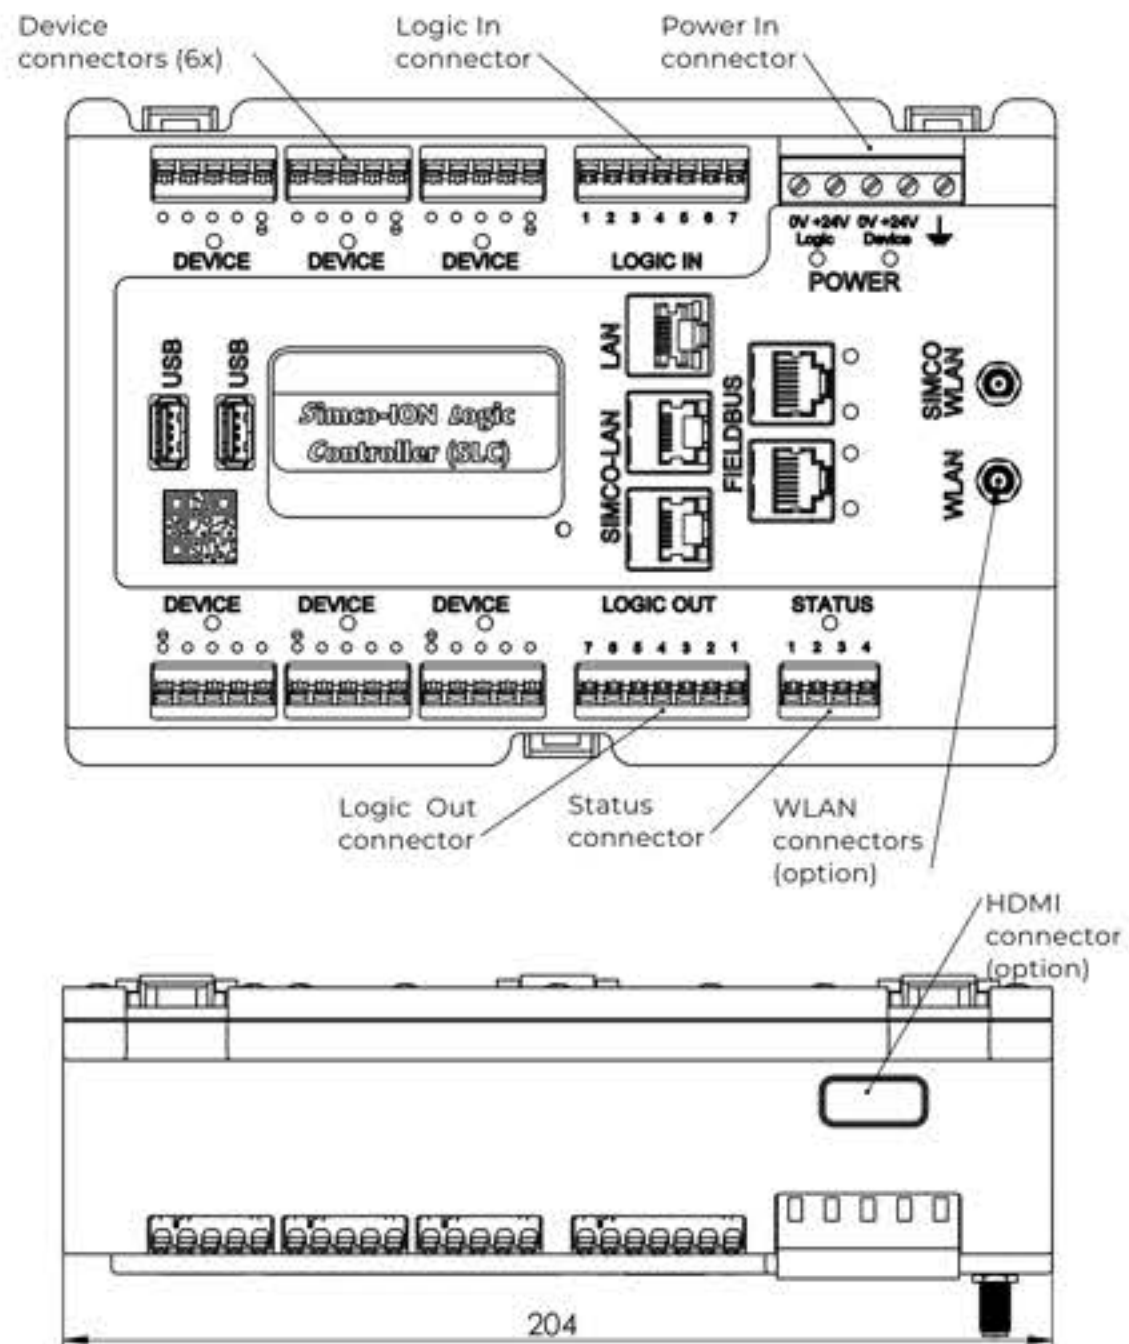 Device
connectors (6x)
Logic In
connector
Power In
connector
1 2 3 4 5 6 7
0V +24V 0V +24V
Logic Device
DEVICE DEVICE DEVICE LOGIC IN
POWER
USB USB
LAN
SIMCO-LAN
FIELDBUS
SIMCO
WLAN
WLAN
Simco-ION Logic
Controller (SLC)
DEVICE DEVICE DEVICE LOGIC OUT STATUS
7 6 5 4 3 2 1 1 2 3 4
Logic Out
connector
Status
connector
WLAN
connectors
(option)
HDMI
connector
(option)
204